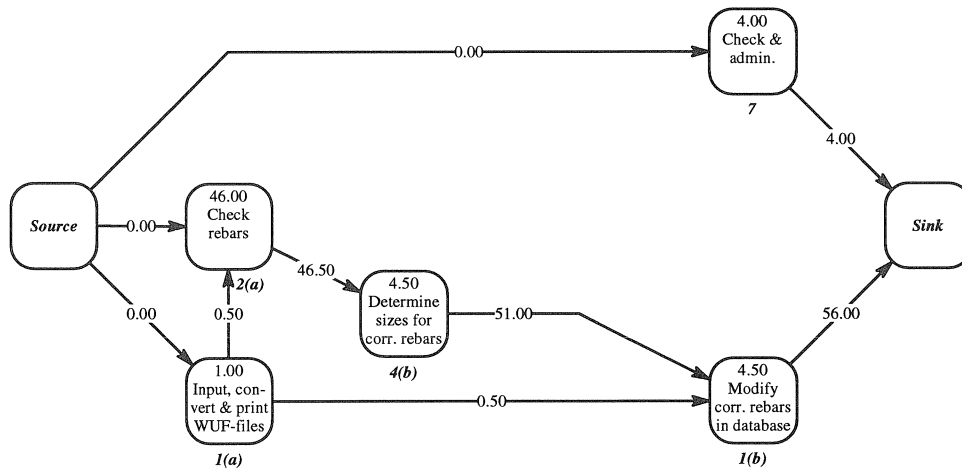 4.00
Check &
admin.
7
0.00
4.00
Source
46.00
Check
rebars
2(a)
0.00
Sink
46.50
4.50
Determine
sizes for
corr. rebars
4(b)
0.00
0.50
51.00
56.00
1.00
Input, con-
vert & print
WUF-files
1(a)
0.50
4.50
Modify
corr. rebars
in database
1(b)